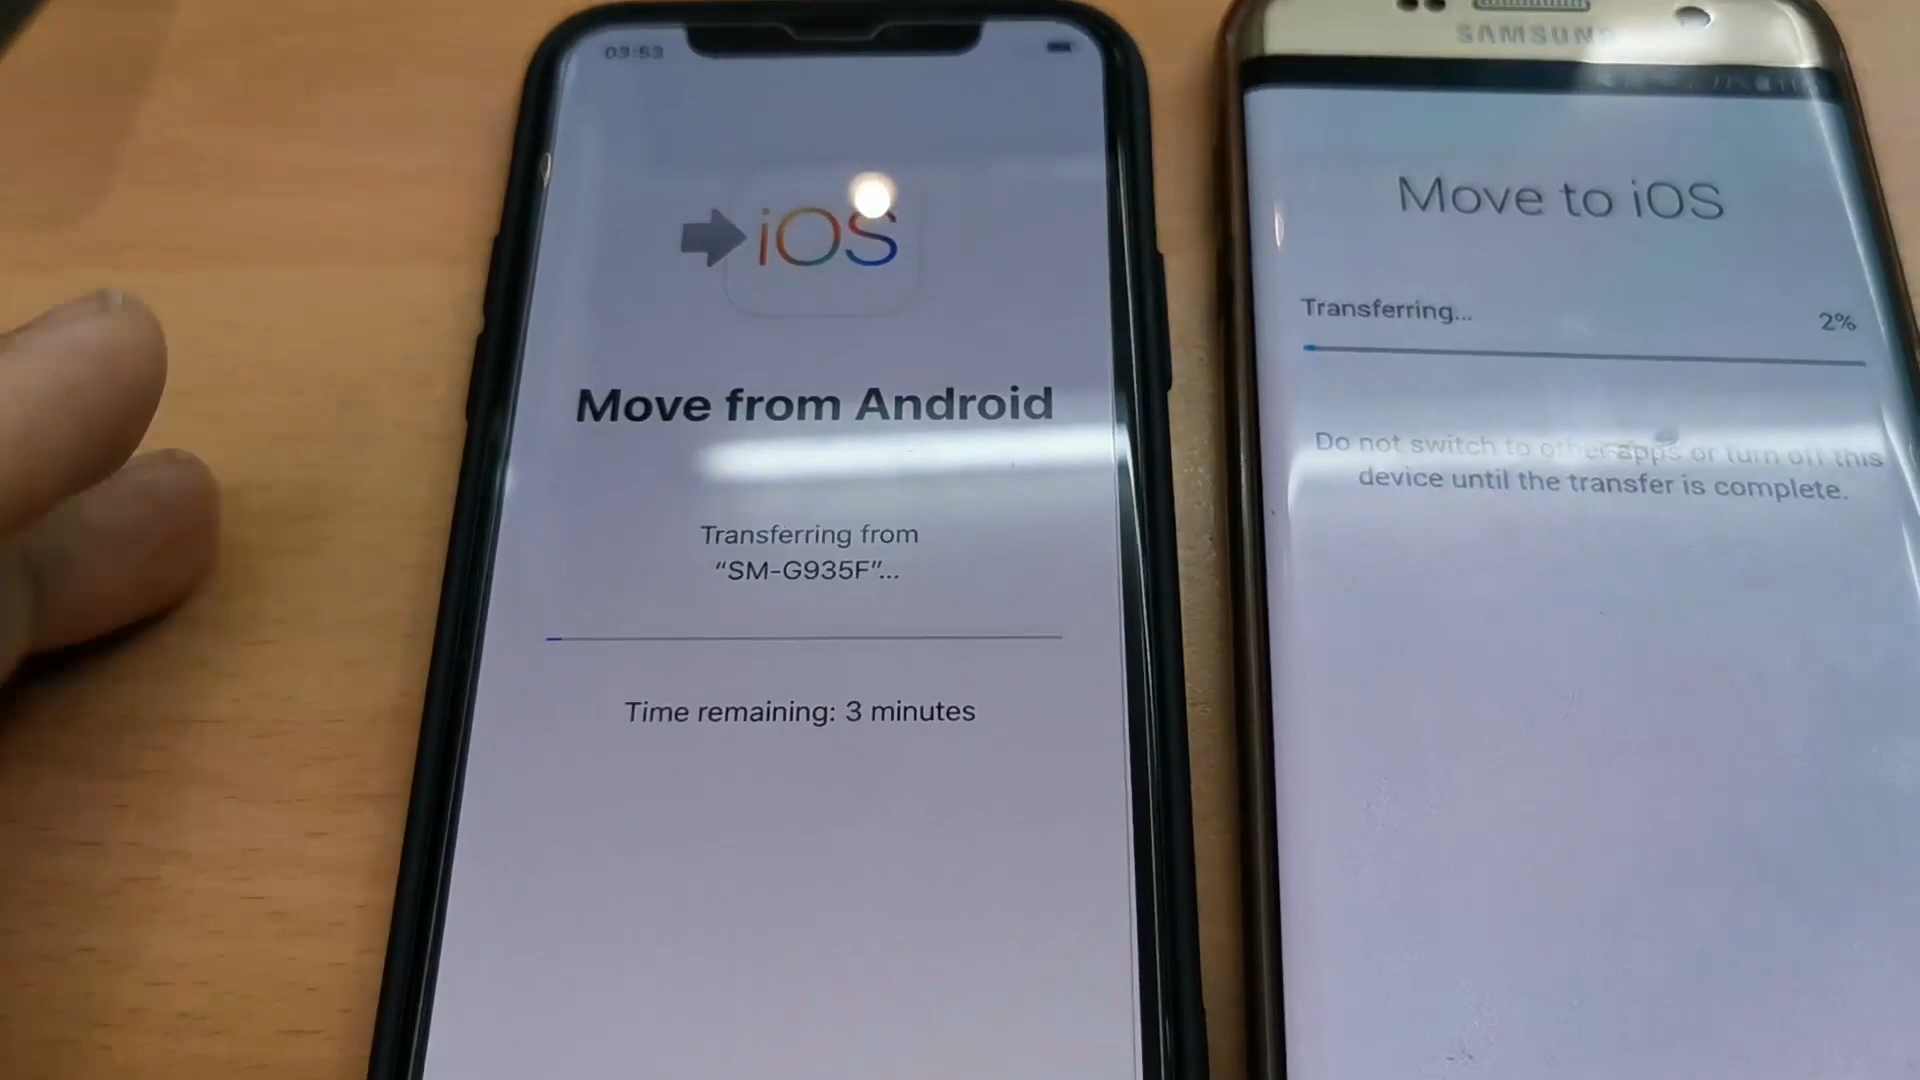 09:53
iOS
Move from Android
Transferring from
“SM-G935F”...
Time remaining: 3 minutes
SAMSUNG
Move to iOS
Transferring...
2%
Do not switch to other apps or turn off this
device until the transfer is complete.